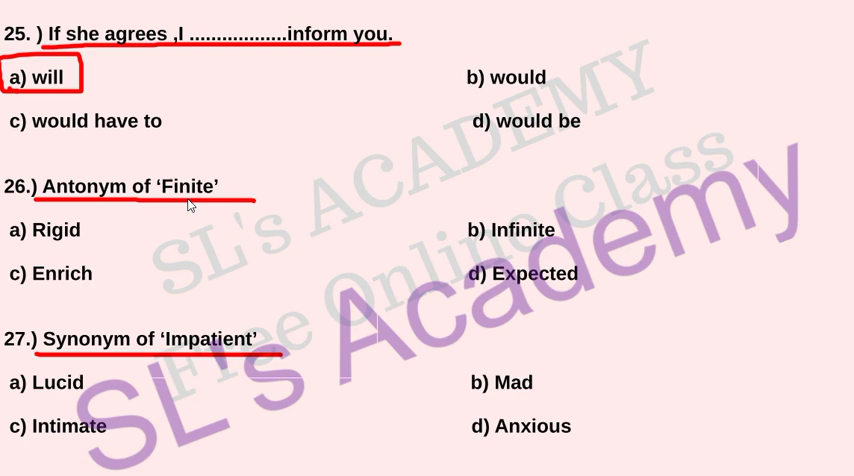 25. ) If she agrees ,I ..................inform you.
a) will b) would
c) would have to d) would be
26.) Antonym of ‘Finite’
a) Rigid b) Infinite
c) Enrich d) Expected
27.) Synonym of ‘Impatient’
a) Lucid b) Mad
c) Intimate d) Anxious
SL's ACADEMY
Free Online Class
SL's Academy